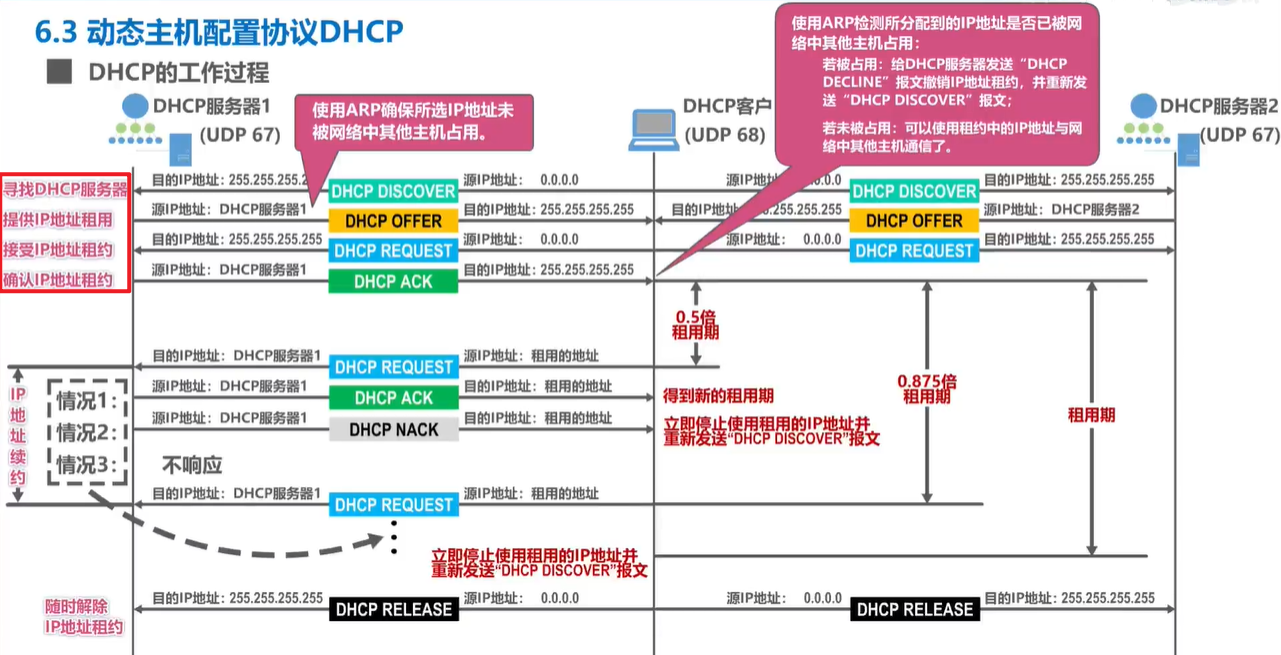 6.3 动态主机配置协议DHCP
DHCP的工作过程
DHCP服务器1
(UDP 67)
使用ARP确保所选IP地址未
被网络中其他主机占用。
DHCP客户
(UDP 68)
使用ARP检测所分配到的IP地址是否已被网
络中其他主机占用：
若被占用：给DHCP服务器发送“DHCP
DECLINE”报文撤销IP地址租约，并重新发
送“DHCP DISCOVER”报文；
若未被占用：可以使用租约中的IP地址与网
络中其他主机通信了。
DHCP服务器2
(UDP 67)
寻找DHCP服务器
目的IP地址：255.255.255.2
DHCP DISCOVER
源IP地址： 0.0.0.0
源IP地址： 0.0.0.0
DHCP DISCOVER
目的IP地址：255.255.255.255
提供IP地址租用
源IP地址：DHCP服务器1
DHCP OFFER
目的IP地址：255.255.255.255
目的IP地址：255.255.255.255
DHCP OFFER
源IP地址：DHCP服务器2
接受IP地址租约
目的IP地址：255.255.255.255
DHCP REQUEST
源IP地址： 0.0.0.0
源IP地址： 0.0.0.0
DHCP REQUEST
目的IP地址：255.255.255.255
确认IP地址租约
源IP地址：DHCP服务器1
DHCP ACK
目的IP地址：255.255.255.255
0.5倍
租用期
0.875倍
租用期
租用期
IP
地
址
续
约
目的IP地址：DHCP服务器1
DHCP REQUEST
源IP地址：租用的地址
情况1：
源IP地址：DHCP服务器1
DHCP ACK
目的IP地址：租用的地址
得到新的租用期
情况2：
源IP地址：DHCP服务器1
DHCP NACK
目的IP地址：租用的地址
立即停止使用租用的IP地址并
重新发送“DHCP DISCOVER”报文
情况3：
不响应
目的IP地址：DHCP服务器1
DHCP REQUEST
源IP地址：租用的地址
立即停止使用租用的IP地址并
重新发送“DHCP DISCOVER”报文
随时解除
IP地址租约
目的IP地址：255.255.255.255
DHCP RELEASE
源IP地址： 0.0.0.0
源IP地址： 0.0.0.0
DHCP RELEASE
目的IP地址：255.255.255.255